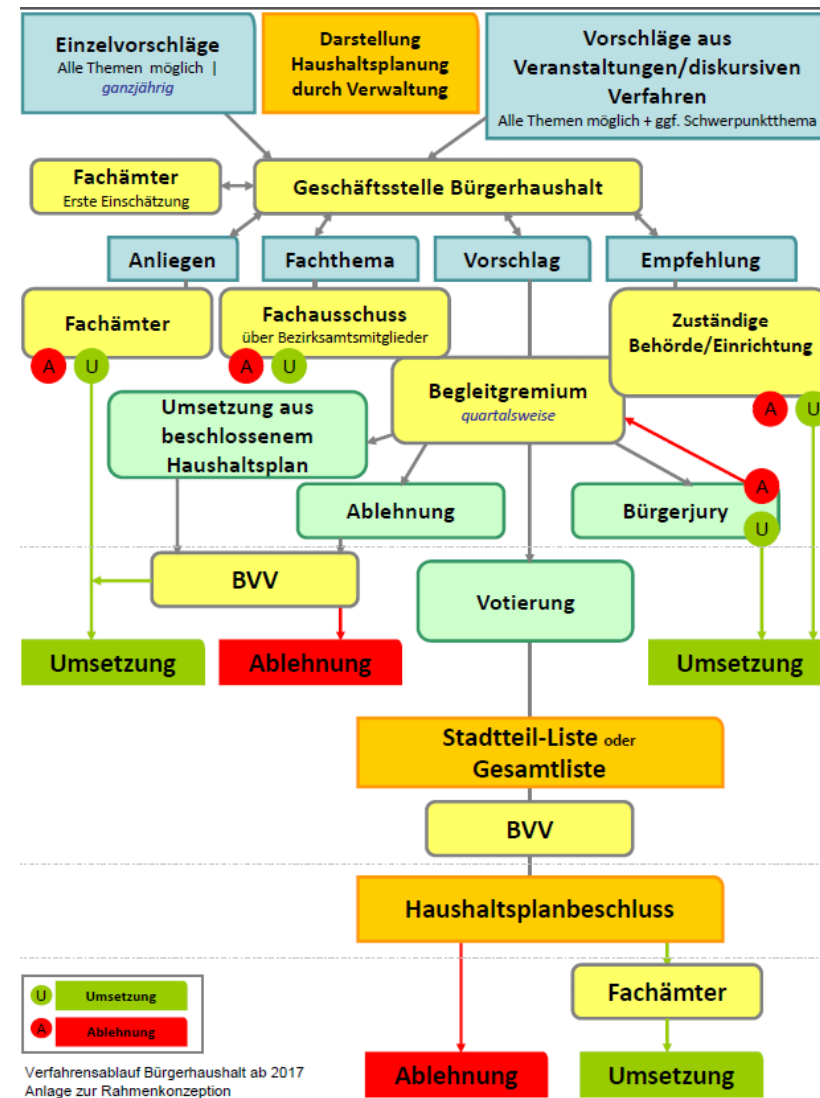 Einzelvorschläge
Alle Themen möglich |
ganzjährig
Darstellung
Haushaltsplanung
durch Verwaltung
Vorschläge aus
Veranstaltungen/diskursiven
Verfahren
Alle Themen möglich + ggf. Schwerpunktthema
Fachämter
Erste Einschätzung
Geschäftsstelle Bürgerhaushalt
Anliegen
Fachthema
Vorschlag
Empfehlung
Fachämter
A
U
Fachausschuss
über Bezirksamtsmitglieder
A
U
Zuständige
Behörde/Einrichtung
A
U
Begleitgremium
quartalsweise
Umsetzung aus
beschlossenem
Haushaltsplan
Ablehnung
Bürgerjury
A
U
BVV
Votierung
Umsetzung
Ablehnung
Umsetzung
Stadtteil-Liste oder
Gesamtliste
BVV
Haushaltsplanbeschluss
Fachämter
Ablehnung
Umsetzung
U Umsetzung
A Ablehnung
Verfahrensablauf Bürgerhaushalt ab 2017
Anlage zur Rahmenkonzeption